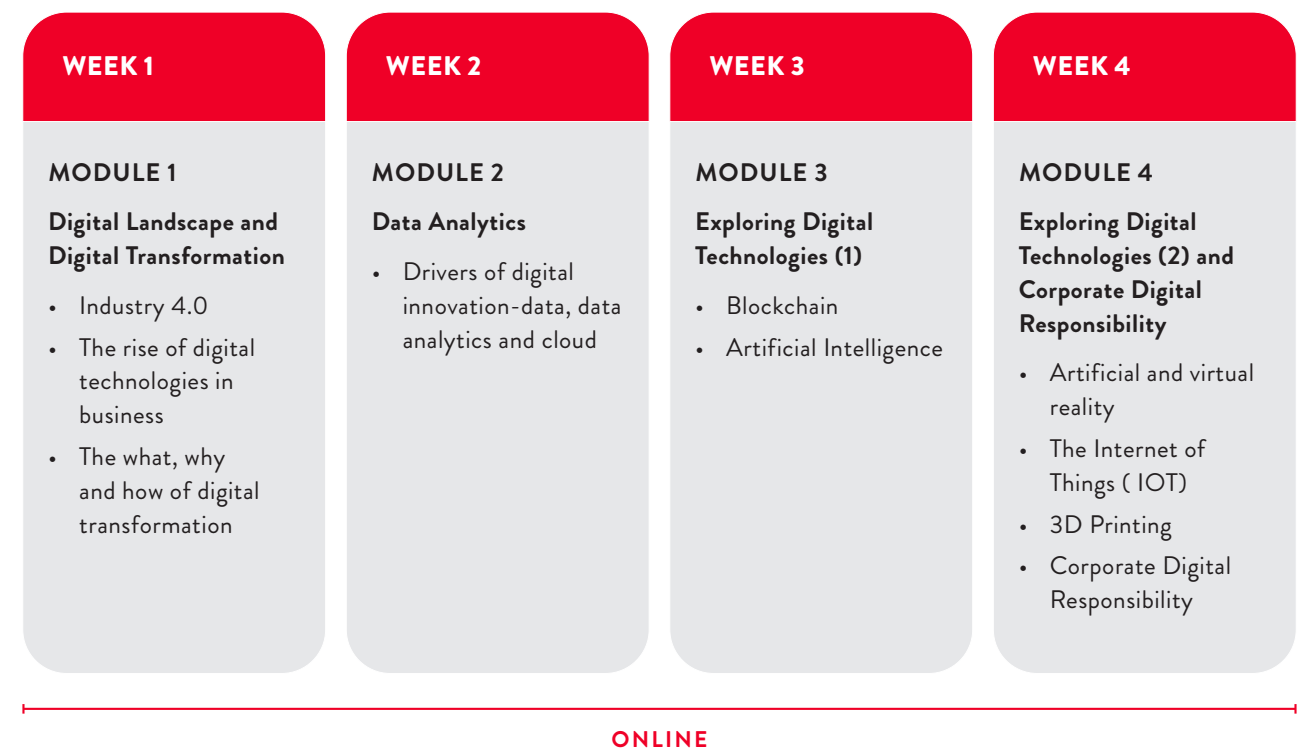 WEEK 1
MODULE 1
Digital Landscape and
Digital Transformation
• Industry 4.0
• The rise of digital
technologies in
business
• The what, why
and how of digital
transformation
WEEK 2
MODULE 2
Data Analytics
• Drivers of digital
innovation-data, data
analytics and cloud
WEEK 3
MODULE 3
Exploring Digital
Technologies (1)
• Blockchain
• Artificial Intelligence
WEEK 4
MODULE 4
Exploring Digital
Technologies (2) and
Corporate Digital
Responsibility
• Artificial and virtual
reality
• The Internet of
Things ( IOT)
• 3D Printing
• Corporate Digital
Responsibility
ONLINE